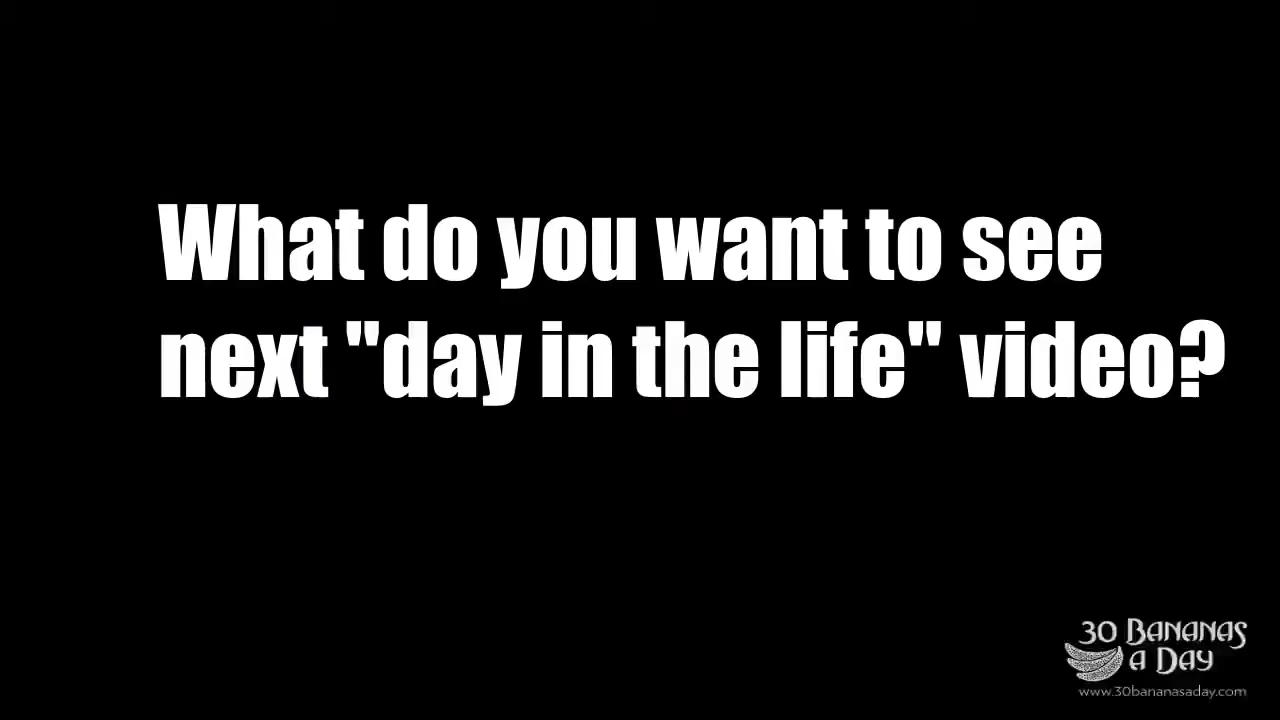 What do you want to see
next "day in the life" video?
30 BANANAS
A DAY
www.30bananasaday.com